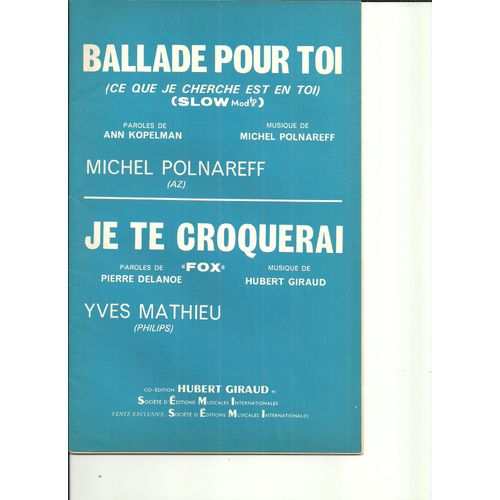 BALLADE POUR TOI
(CE QUE JE CHERCHE EST EN TOI)
(SLOW Mod to)
PAROLES DE MUSIQUE DE
ANN KOPELMAN MICHEL POLNAREFF
MICHEL POLNAREFF
(AZ)
JE TE CROQUERAI
PAROLES DE "FOX" MUSIQUE DE
PIERRE DELANOE HUBERT GIRAUD
YVES MATHIEU
(PHILIPS)
CO-ÉDITION HUBERT GIRAUD et
SOCIÉTÉ D'ÉDITIONS MUSICALES INTERNATIONALES
VENTE EXCLUSIVE: SOCIÉTÉ D'ÉDITIONS MUSICALES INTERNATIONALES